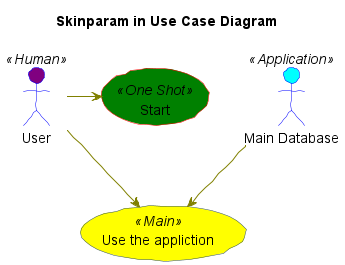 Skinparam in Use Case Diagram
«Human»
User
«One Shot»
Start
«Application»
Main Database
«Main»
Use the appliction